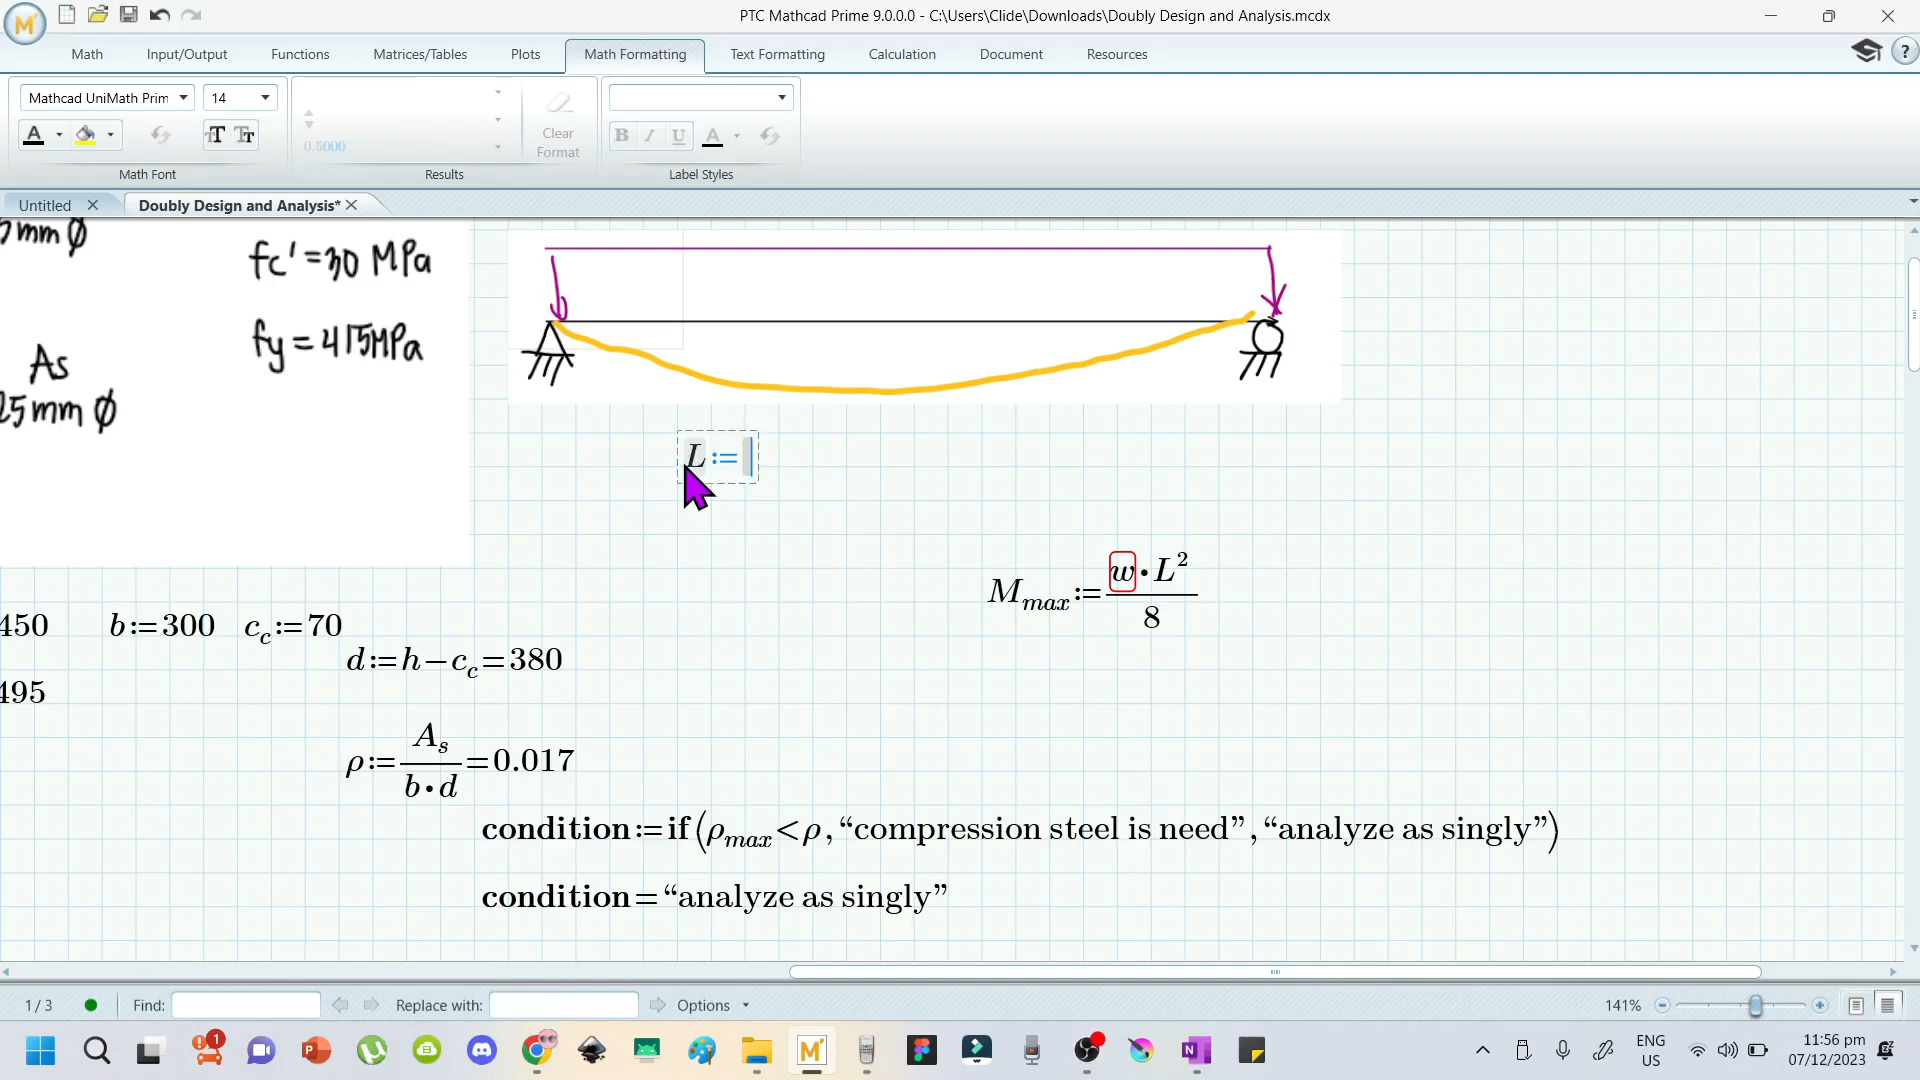 PTC Mathcad Prime 9.0.0.0 - C:\Users\Clide\Downloads\Doubly Design and Analysis.mcdx
Math Input/Output Functions Matrices/Tables Plots Math Formatting Text Formatting Calculation Document Resources
Mathcad UniMath Prim 14
0.5000
Clear
Format
Math Font Results Label Styles
Untitled Doubly Design and Analysis*
5mm Ø
fc' = 30 MPa
fy = 415MPa
As
25mm Ø
L :=
M_max := w • L² / 8
450 b := 300 c_c := 70
d := h − c_c = 380
495
ρ := A_s / b • d = 0.017
condition := if (ρ_max < ρ, “compression steel is need”, “analyze as singly”)
condition = “analyze as singly”
1 / 3 Find: Replace with: Options 141%
ENG
US
11:56 pm
07/12/2023